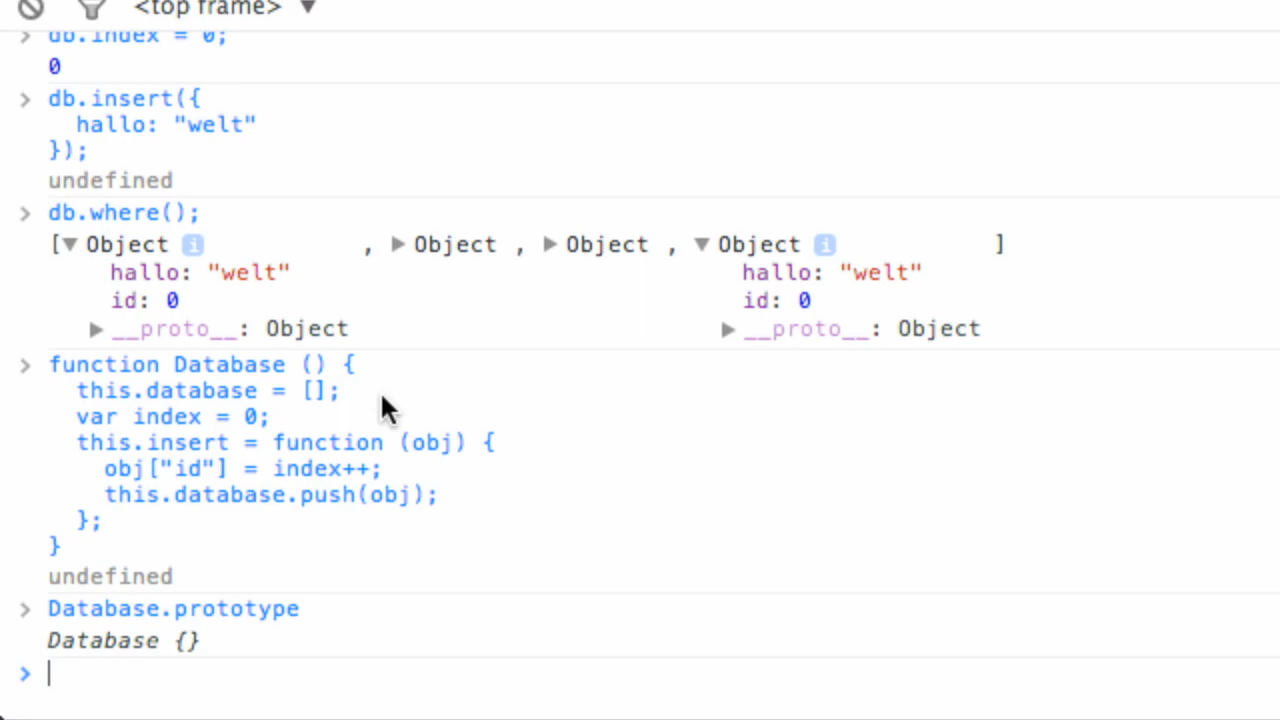 <top frame>
db.index = 0;
0
db.insert({
  hallo: "welt"
});
undefined
db.where();
[Object i , Object , Object , Object i ]
hallo: "welt" hallo: "welt"
id: 0 id: 0
__proto__: Object __proto__: Object
function Database () {
  this.database = [];
  var index = 0;
  this.insert = function (obj) {
    obj["id"] = index++;
    this.database.push(obj);
  };
}
undefined
Database.prototype
Database {}